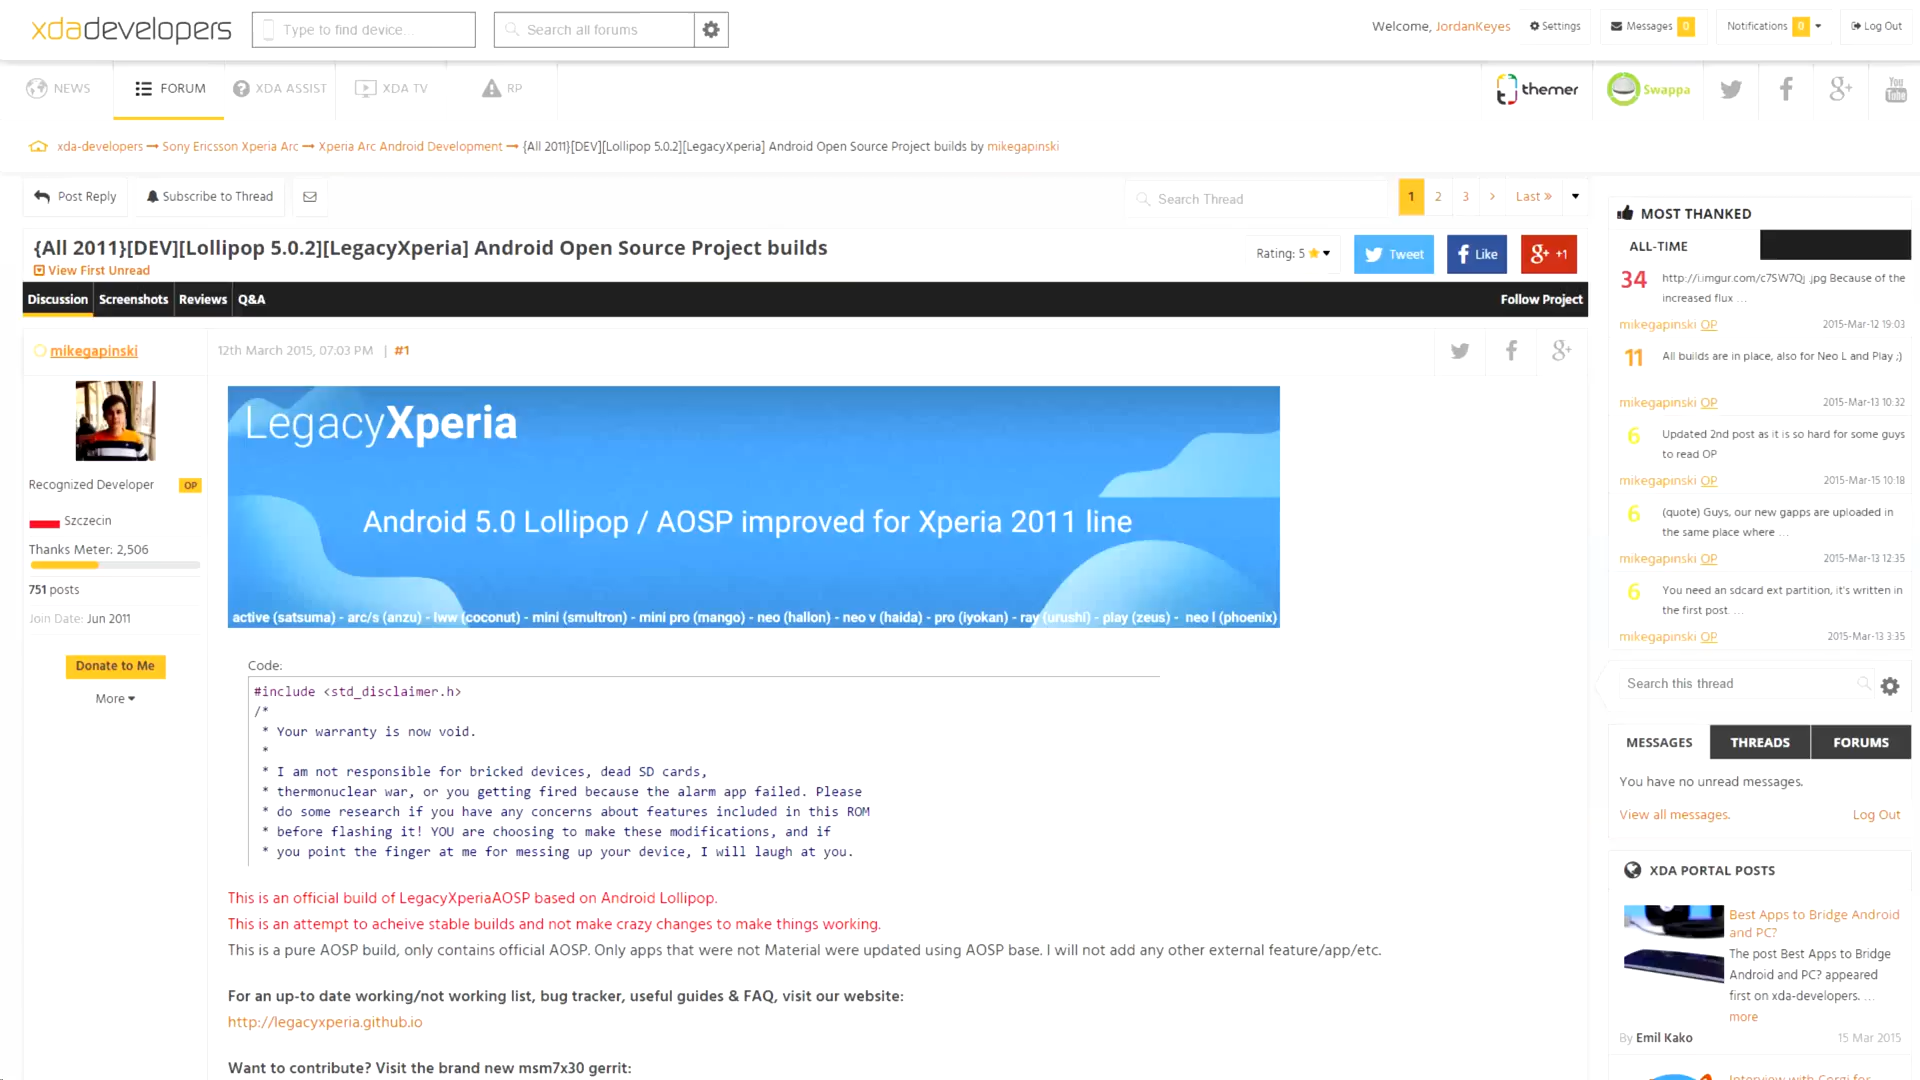 xdadevelopers
Type to find device...
Search all forums
Welcome, JordanKeyes
Settings
Messages 0
Notifications 0
Log Out
NEWS
FORUM
XDA ASSIST
XDA TV
RP
themer
Swappa
You Tube
xda-developers → Sony Ericsson Xperia Arc → Xperia Arc Android Development → {All 2011}[DEV][Lollipop 5.0.2][LegacyXperia] Android Open Source Project builds by mikegapinski
Post Reply
Subscribe to Thread
Search Thread
1 2 3 > Last »
{All 2011}[DEV][Lollipop 5.0.2][LegacyXperia] Android Open Source Project builds
View First Unread
Rating: 5
Tweet
Like
g+ +1
Discussion Screenshots Reviews Q&A
Follow Project
mikegapinski
12th March 2015, 07:03 PM | #1
Recognized Developer OP
Szczecin
Thanks Meter: 2,506
751 posts
Join Date: Jun 2011
Donate to Me
More
LegacyXperia
Android 5.0 Lollipop / AOSP improved for Xperia 2011 line
active (satsuma) - arc/s (anzu) - lww (coconut) - mini (smultron) - mini pro (mango) - neo (hallon) - neo v (haida) - pro (iyokan) - ray (urushi) - play (zeus) - neo l (phoenix)
Code:
#include <std_disclaimer.h>
/*
* Your warranty is now void.
*
* I am not responsible for bricked devices, dead SD cards,
* thermonuclear war, or you getting fired because the alarm app failed. Please
* do some research if you have any concerns about features included in this ROM
* before flashing it! YOU are choosing to make these modifications, and if
* you point the finger at me for messing up your device, I will laugh at you.
This is an official build of LegacyXperiaAOSP based on Android Lollipop.
This is an attempt to acheive stable builds and not make crazy changes to make things working.
This is a pure AOSP build, only contains official AOSP. Only apps that were not Material were updated using AOSP base. I will not add any other external feature/app/etc.
For an up-to date working/not working list, bug tracker, useful guides & FAQ, visit our website:
http://legacyxperia.github.io
Want to contribute? Visit the brand new msm7x30 gerrit:
MOST THANKED
ALL-TIME
34 http://i.imgur.com/c7SW7Qj .jpg Because of the
increased flux ...
mikegapinski OP 2015-Mar-12 19:03
11 All builds are in place, also for Neo L and Play ;)
mikegapinski OP 2015-Mar-13 10:32
6 Updated 2nd post as it is so hard for some guys
to read OP
mikegapinski OP 2015-Mar-15 10:18
6 (quote) Guys, our new gapps are uploaded in
the same place where ...
mikegapinski OP 2015-Mar-13 12:35
6 You need an sdcard ext partition, it's written in
the first post. ...
mikegapinski OP 2015-Mar-13 3:35
Search this thread
MESSAGES THREADS FORUMS
You have no unread messages.
View all messages. Log Out
XDA PORTAL POSTS
Best Apps to Bridge Android
and PC?
The post Best Apps to Bridge
Android and PC? appeared
first on xda-developers. ...
more
By Emil Kako 15 Mar 2015
Interview with Corgi for